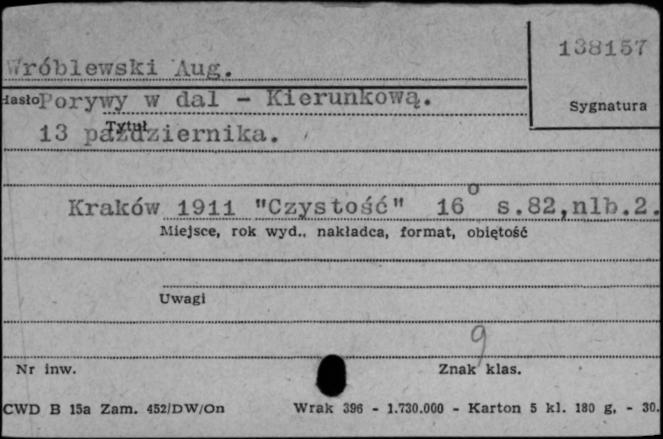 138157
Wróblewski Aug.
Hasło Porywy w dal - Kierunkową.
Sygnatura
Tytuł
13 października.
Kraków 1911 "Czystość" 16° s.82,nlb.2.
Miejsce, rok wyd., nakładca, format, obiętość
Uwagi
9
Nr inw. Znak klas.
CWD B 15a Zam. 452/DW/On Wrak 396 - 1.730.000 - Karton 5 kl. 180 g. - 30.